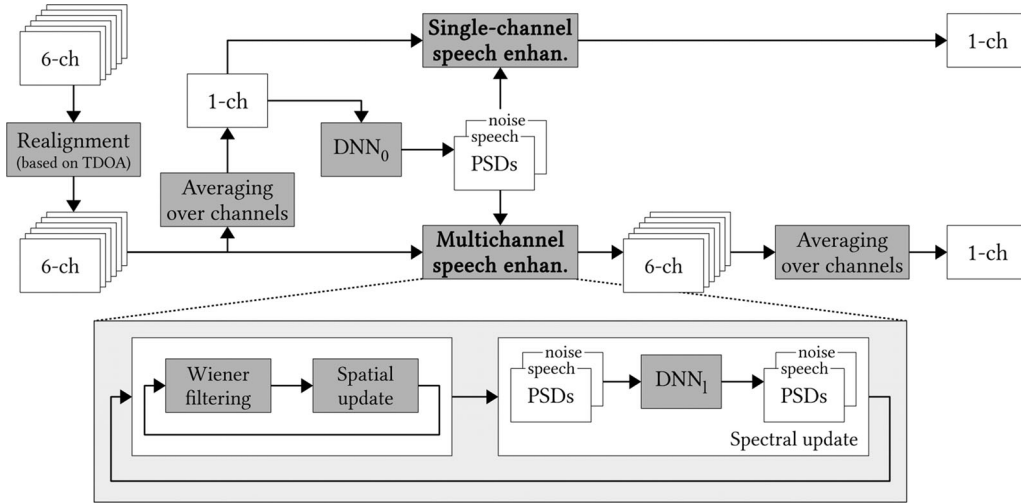 6-ch
Single-channel
speech enhan.
1-ch
1-ch
Realignment
(based on TDOA)
DNN0
noise
speech
PSDs
Averaging
over channels
6-ch
Multichannel
speech enhan.
6-ch
Averaging
over channels
1-ch
Wiener
filtering
Spatial
update
noise
speech
PSDs
DNNl
noise
speech
PSDs
Spectral update